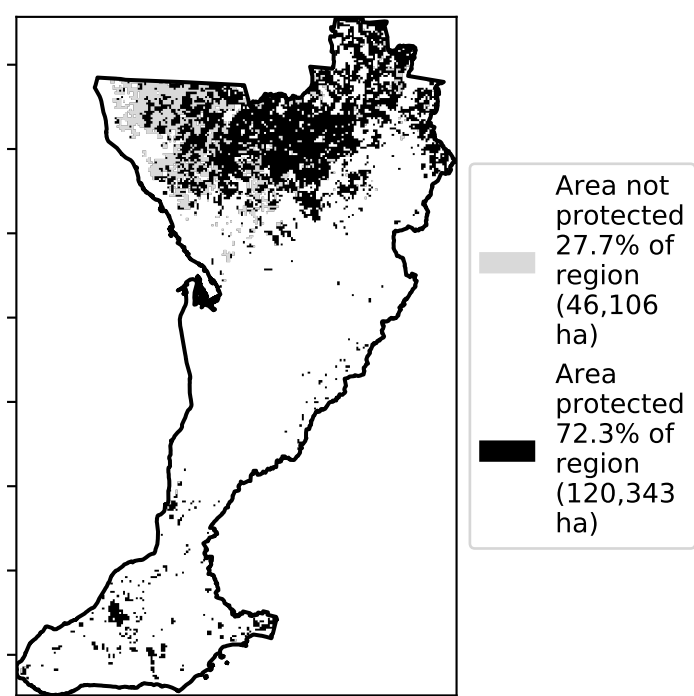 Area not
protected
27.7% of
region
(46,106
ha)
Area
protected
72.3% of
region
(120,343
ha)